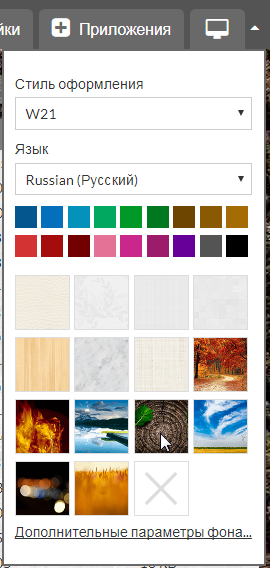 йки
Приложения
Стиль оформления
W21
Язык
Russian (Русский)
Дополнительные параметры фона...